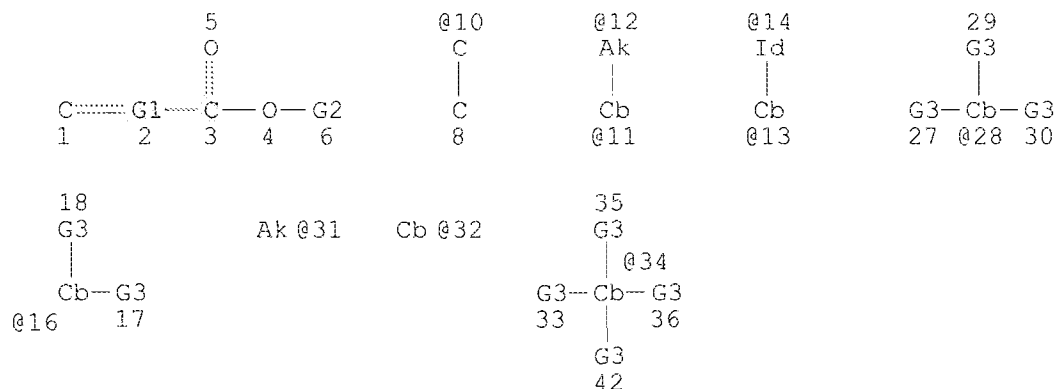 5 @10 @12 @14 29
O C Ak Id G3
C G1 C O G2 C Cb Cb G3 Cb G3
1 2 3 4 6 8 @11 @13 27 @28 30
18 35
G3 Ak @31 Cb @32 G3
@34
Cb G3 G3 Cb G3
@16 17 33 36
G3
42